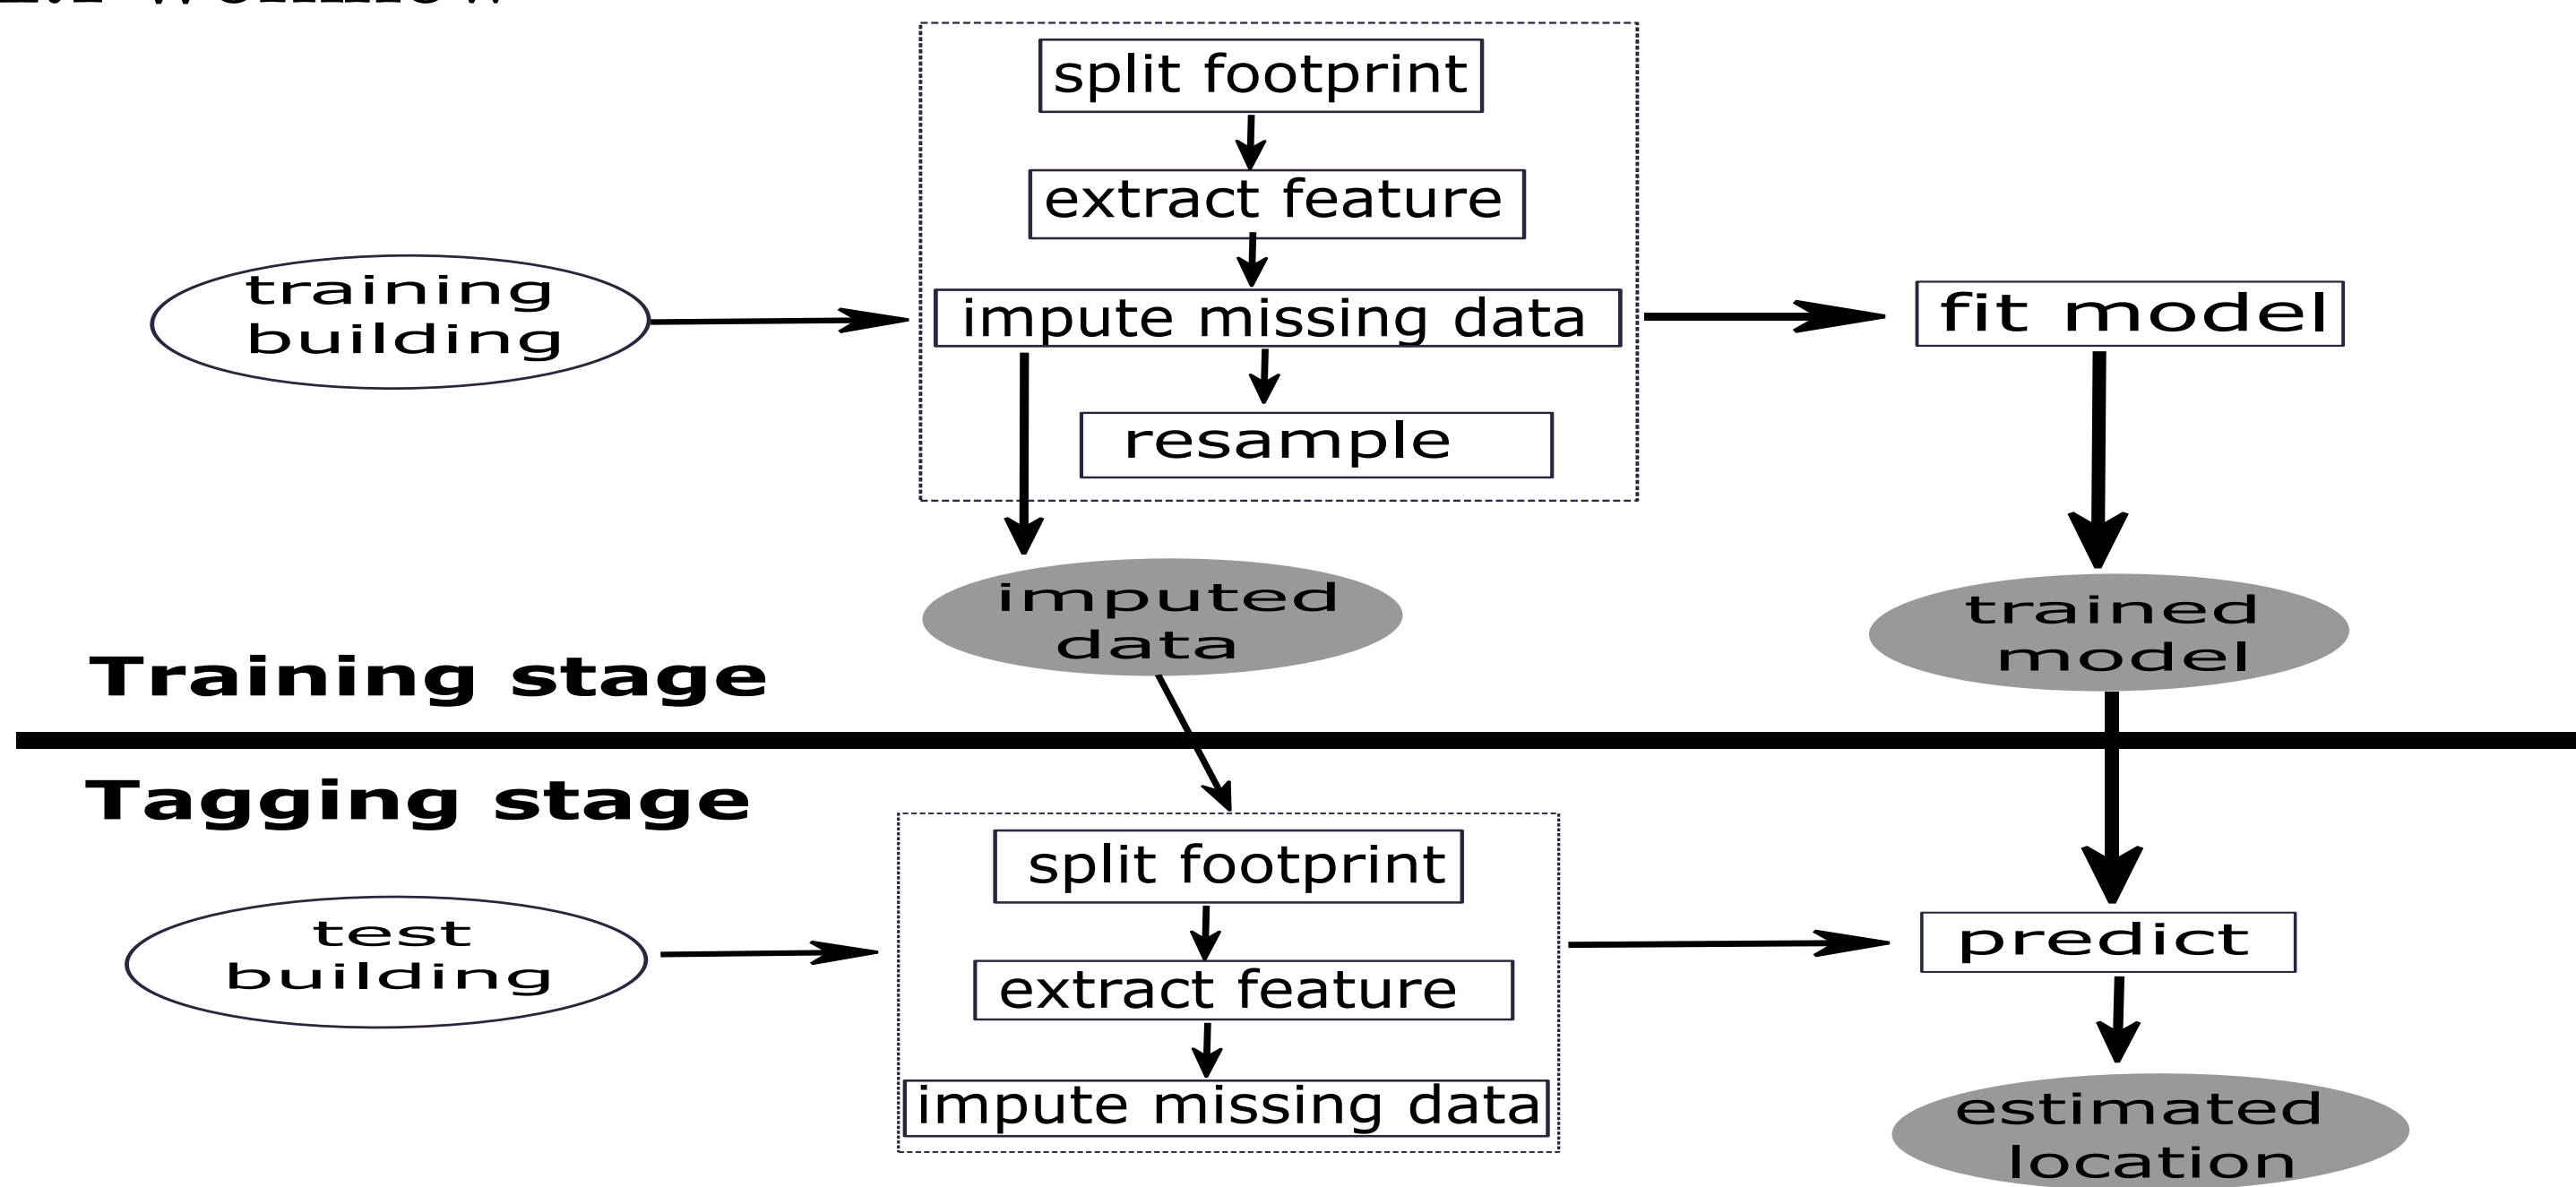 split footprint
extract feature
training
building
impute missing data
fit model
resample
imputed
data
trained
model
Training stage
Tagging stage
split footprint
test
building
predict
extract feature
impute missing data
estimated
location